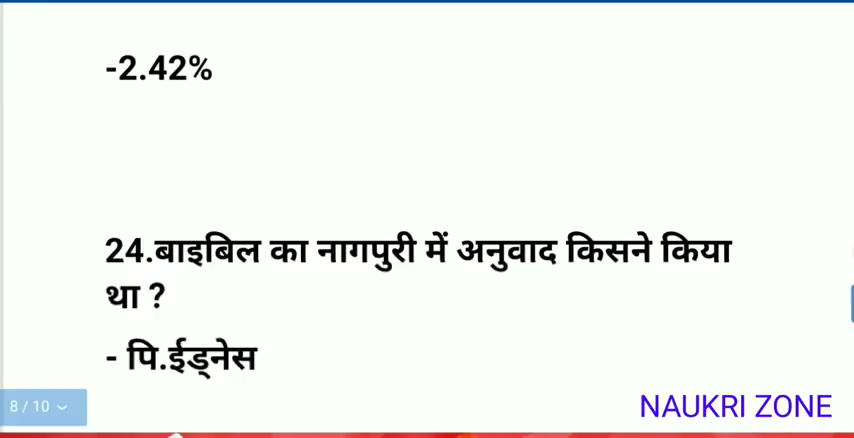 -2.42%
24.बाइबिल का नागपुरी में अनुवाद किसने किया
था ?
- पि.ईड्नेस
8 / 10
NAUKRI ZONE